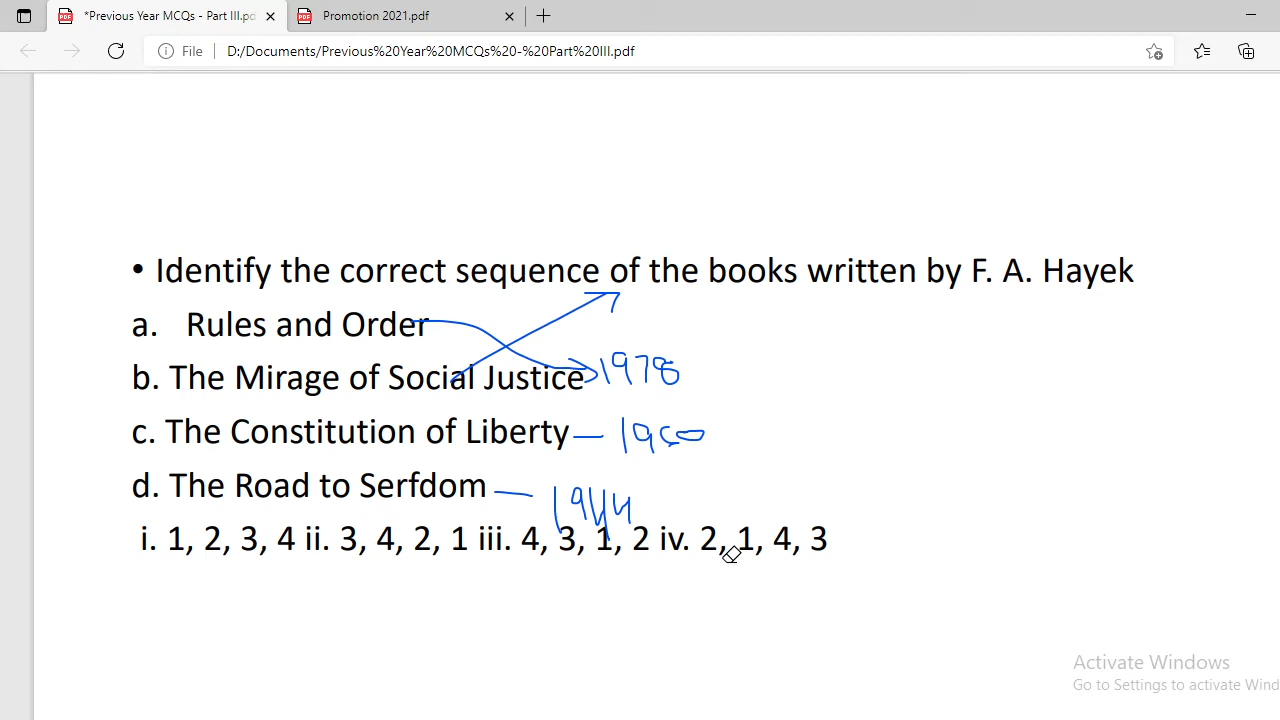 *Previous Year MCQs - Part III.pd
Promotion 2021.pdf
File
D:/Documents/Previous%20Year%20MCQs%20-%20Part%20III.pdf
• Identify the correct sequence of the books written by F. A. Hayek
a. Rules and Order
b. The Mirage of Social Justice 1978
c. The Constitution of Liberty – 1960
d. The Road to Serfdom – 1944
i. 1, 2, 3, 4 ii. 3, 4, 2, 1 iii. 4, 3, 1, 2 iv. 2, 1, 4, 3
Activate Windows
Go to Settings to activate Wind